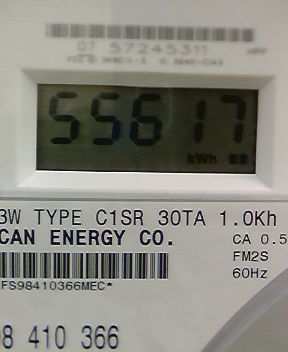 07 57245311
55617
kWh
3W TYPE C1SR 30TA 1.0Kh
CAN ENERGY CO.
CA 0.5
FM2S
60Hz
FS98410366MEC*
98 410 366